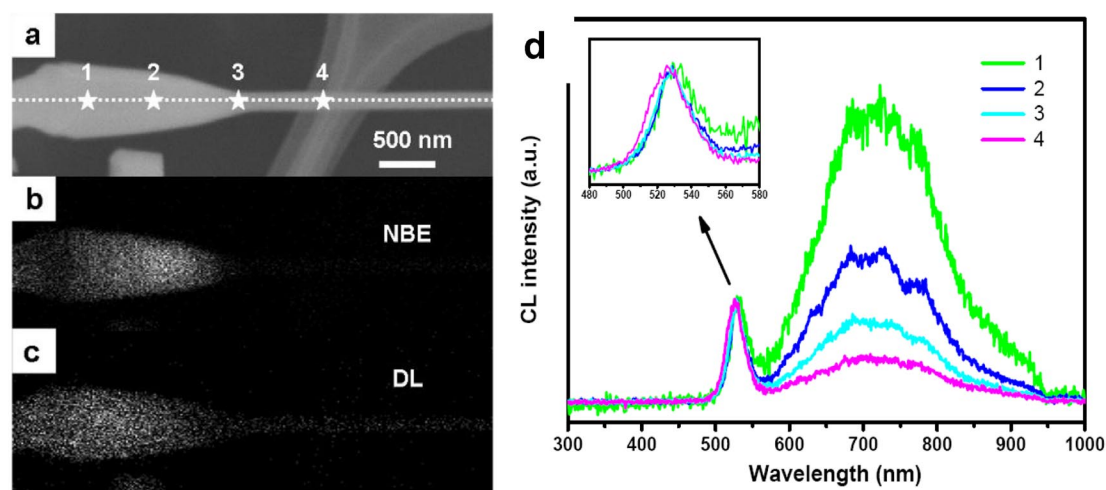 a
1 2 3 4
500 nm
b
NBE
c
DL
d
CL intensity (a.u.)
480 500 520 540 560 580
1
2
3
4
300 400 500 600 700 800 900 1000
Wavelength (nm)